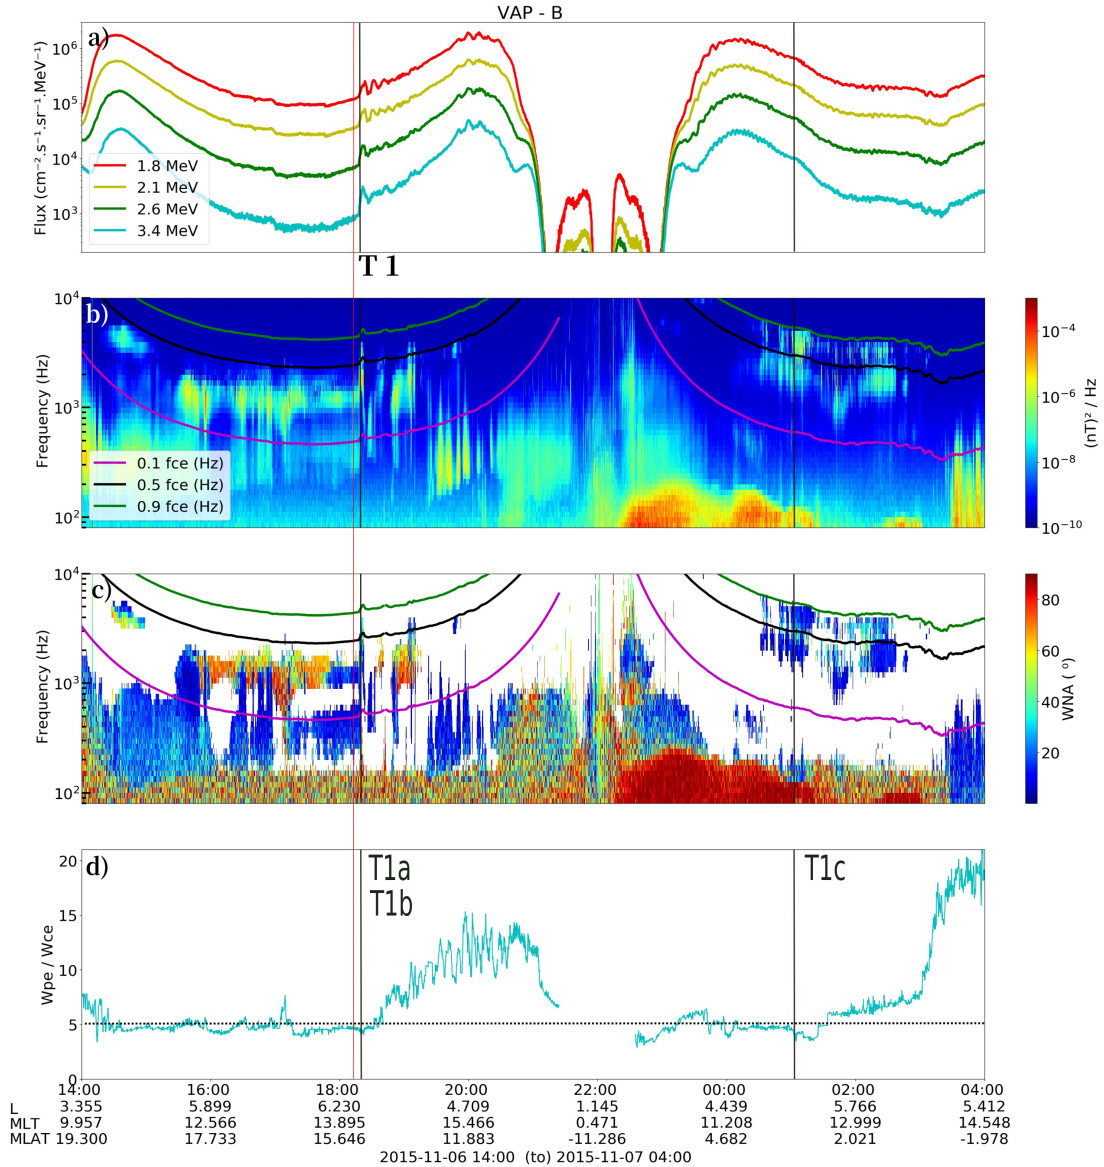 VAP - B
a)
10⁶
10⁵
10⁴
10³
Flux (cm⁻².s⁻¹.sr⁻¹.MeV⁻¹)
1.8 MeV
2.1 MeV
2.6 MeV
3.4 MeV
T 1
b)
10⁴
10³
10²
Frequency (Hz)
0.1 fce (Hz)
0.5 fce (Hz)
0.9 fce (Hz)
10⁻⁴
10⁻⁶
10⁻⁸
10⁻¹⁰
(nT)² / Hz
c)
10⁴
10³
10²
Frequency (Hz)
80
60
40
20
WNA ( °)
d)
T1a
T1b
T1c
20
15
10
5
0
Wpe / Wce
14:00 16:00 18:00 20:00 22:00 00:00 02:00 04:00
L 3.355 5.899 6.230 4.709 1.145 4.439 5.766 5.412
MLT 9.957 12.566 13.895 15.466 0.471 11.208 12.999 14.548
MLAT 19.300 17.733 15.646 11.883 -11.286 4.682 2.021 -1.978
2015-11-06 14:00 (to) 2015-11-07 04:00